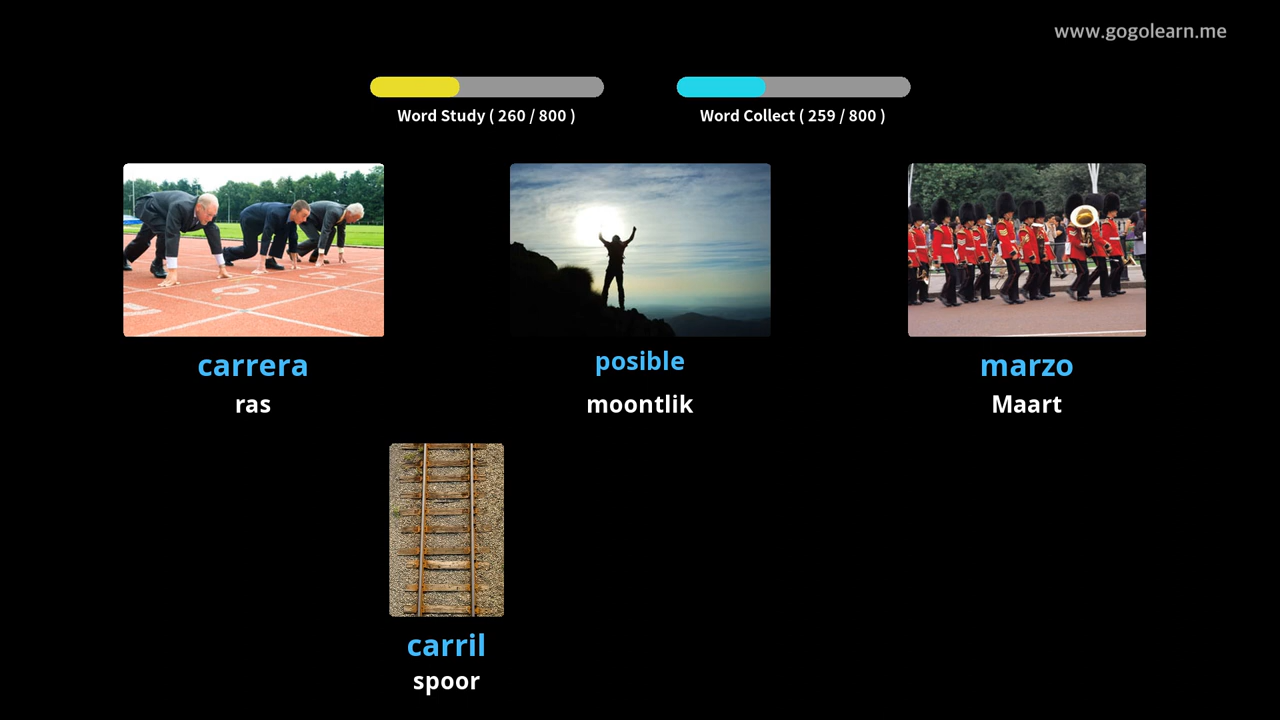 www.gogolearn.me
Word Study ( 260 / 800 )
Word Collect ( 259 / 800 )
carrera
ras
posible
moontlik
marzo
Maart
carril
spoor